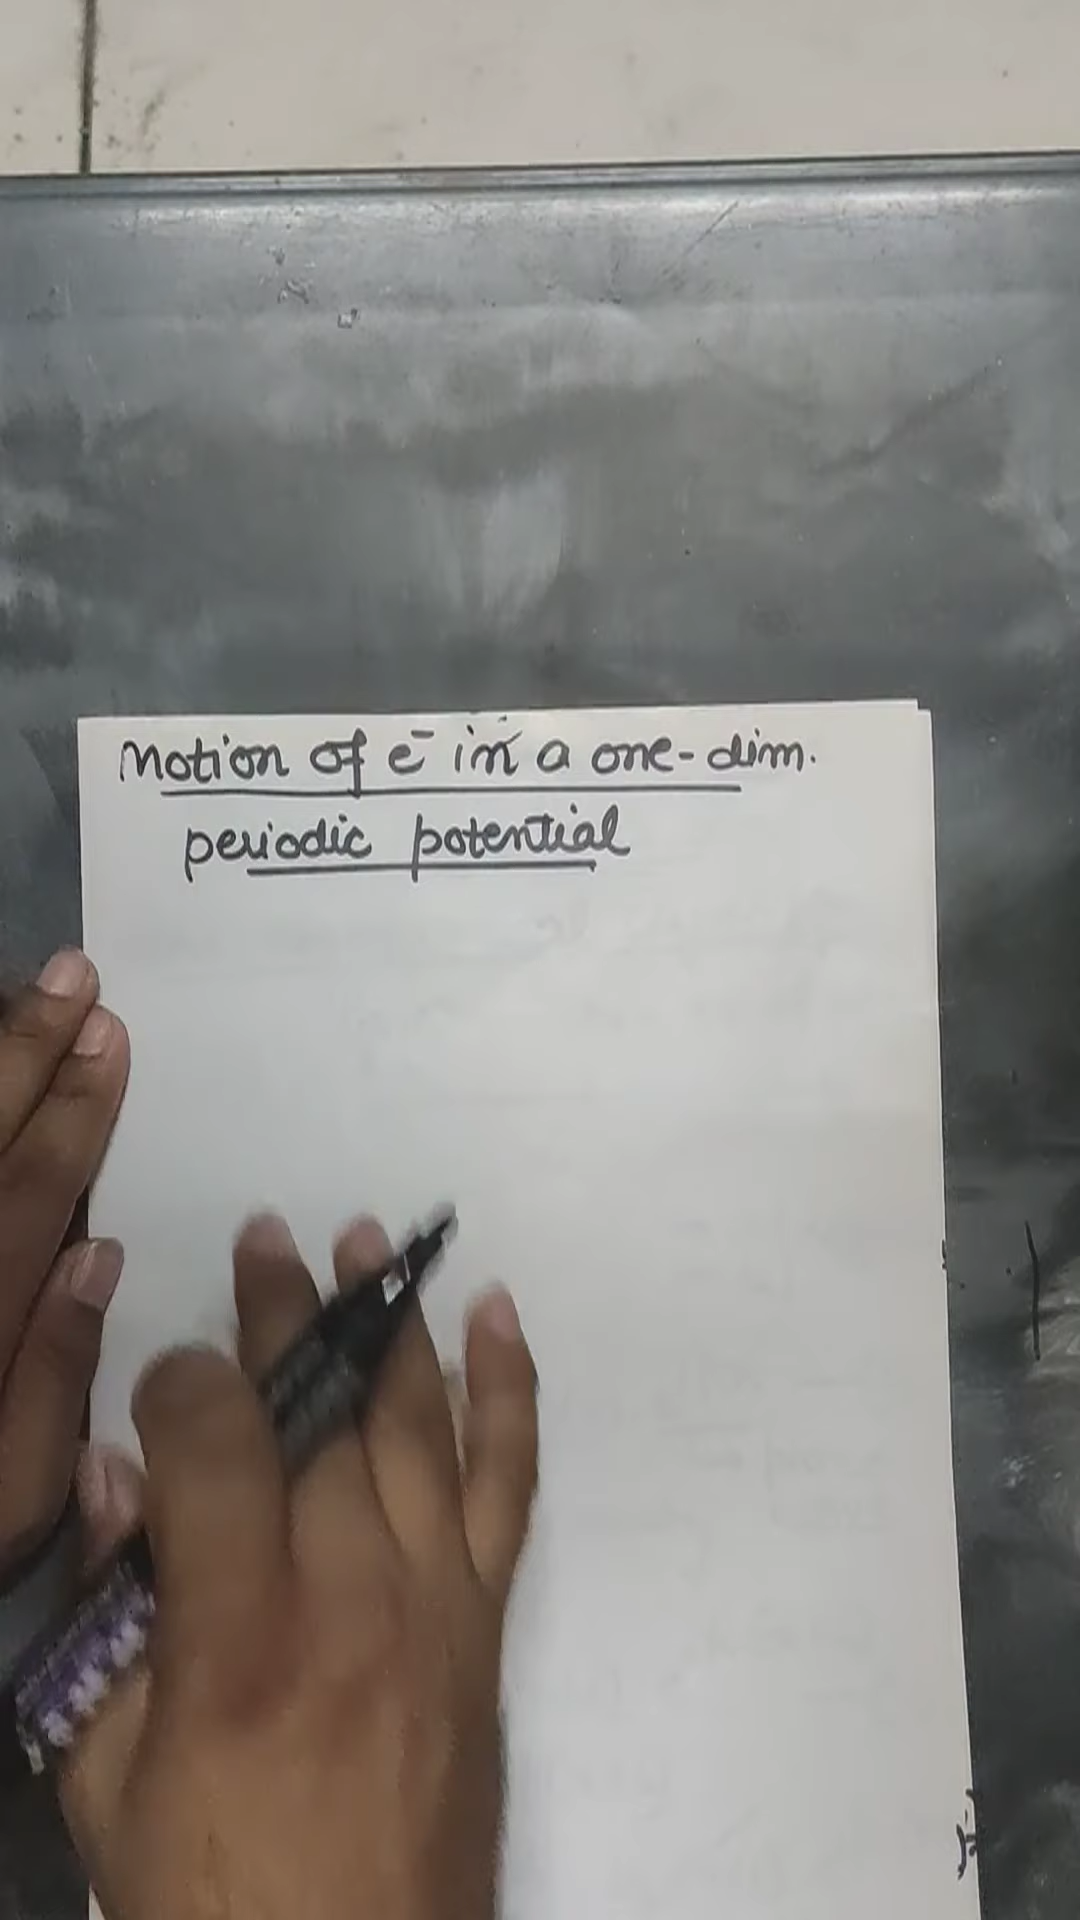 Motion of e⁻ in a one-dim.
periodic potential